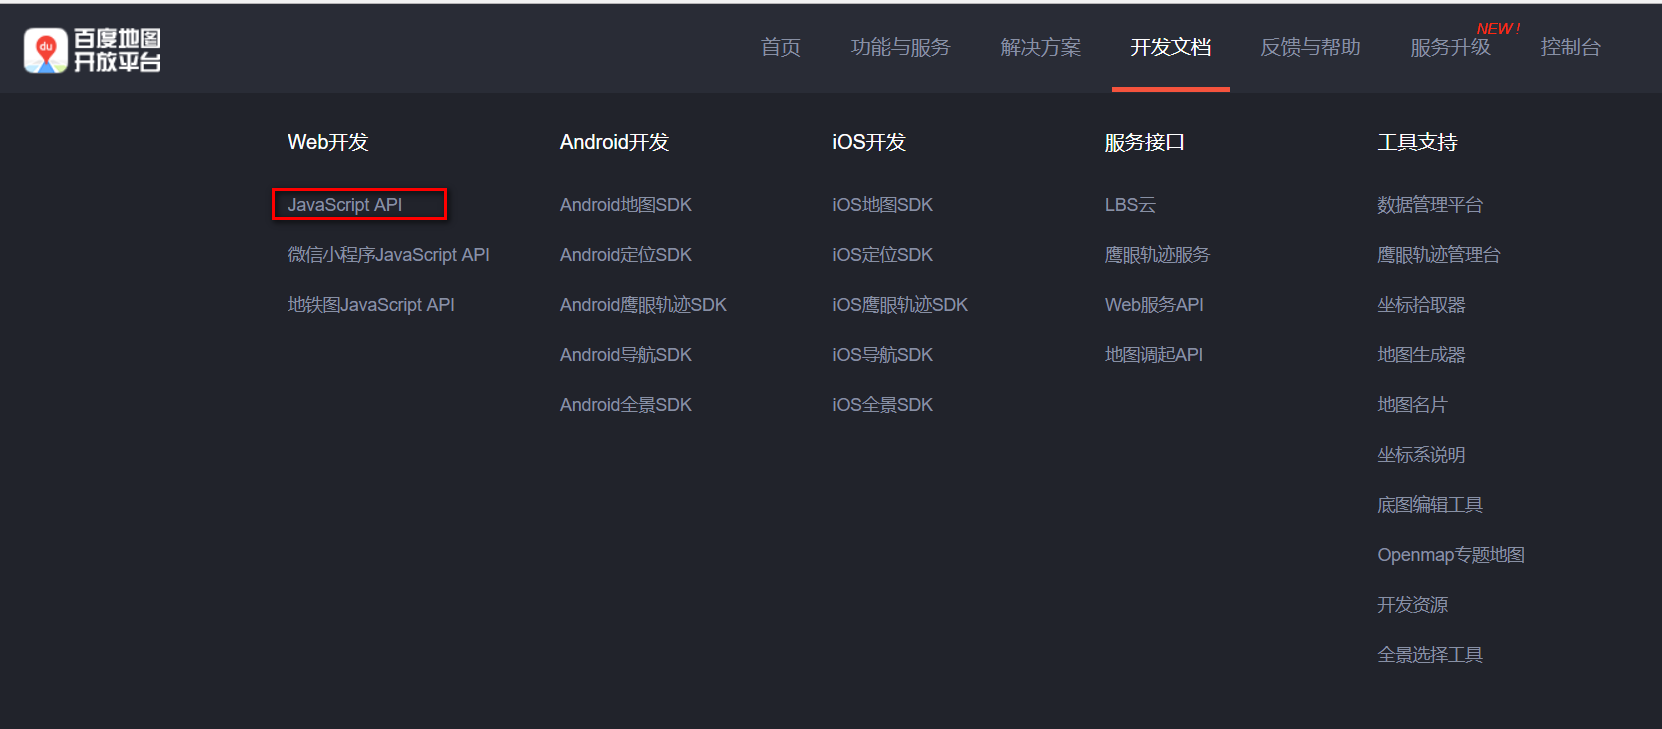 du
百度地图
开放平台
首页 功能与服务 解决方案 开发文档 反馈与帮助 服务升级 NEW! 控制台
Web开发
JavaScript API
微信小程序JavaScript API
地铁图JavaScript API
Android开发
Android地图SDK
Android定位SDK
Android鹰眼轨迹SDK
Android导航SDK
Android全景SDK
iOS开发
iOS地图SDK
iOS定位SDK
iOS鹰眼轨迹SDK
iOS导航SDK
iOS全景SDK
服务接口
LBS云
鹰眼轨迹服务
Web服务API
地图调起API
工具支持
数据管理平台
鹰眼轨迹管理台
坐标拾取器
地图生成器
地图名片
坐标系说明
底图编辑工具
Openmap专题地图
开发资源
全景选择工具